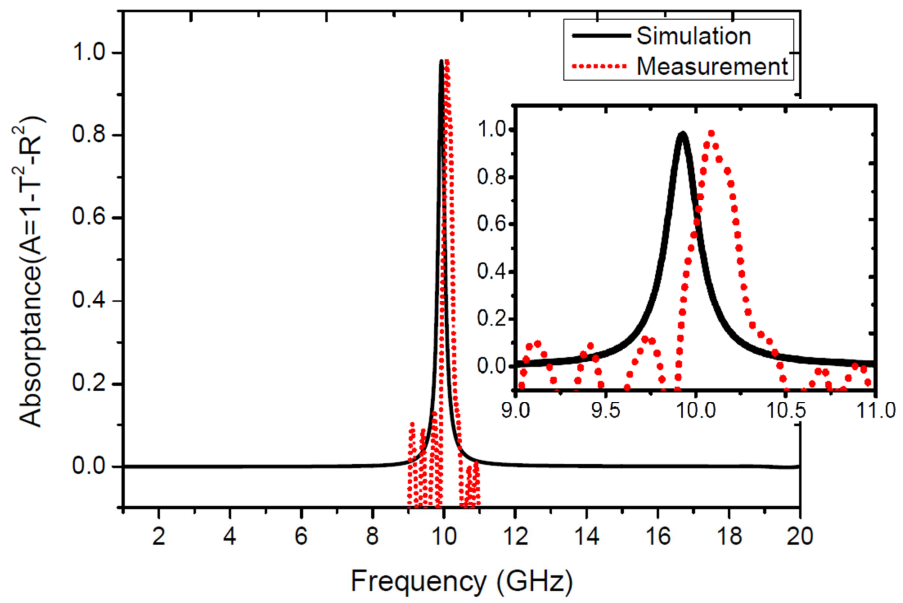 Absorptance(A=1-T²-R²)
1.0
0.8
0.6
0.4
0.2
0.0
2 4 6 8 10 12 14 16 18 20
Frequency (GHz)
Simulation
Measurement
1.0
0.8
0.6
0.4
0.2
0.0
9.0 9.5 10.0 10.5 11.0